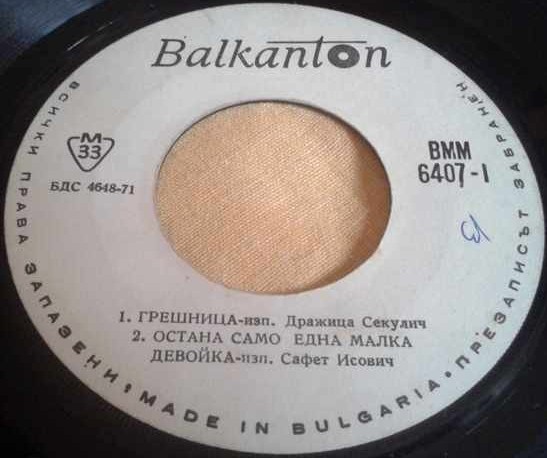 Balkanton
M
33
БДС 4648-71
ВММ
6407-I
1. ГРЕШНИЦА-изп. Дражица Секулич
2. ОСТАНА САМО ЕДНА МАЛКА
ДЕВОЙКА-изп. Сафет Исович
ВСИЧКИ ПРАВА ЗАПАЗЕНИ • MADE IN BULGARIA • ПРЕЗАПИСЪТ ЗАБРАНЕН